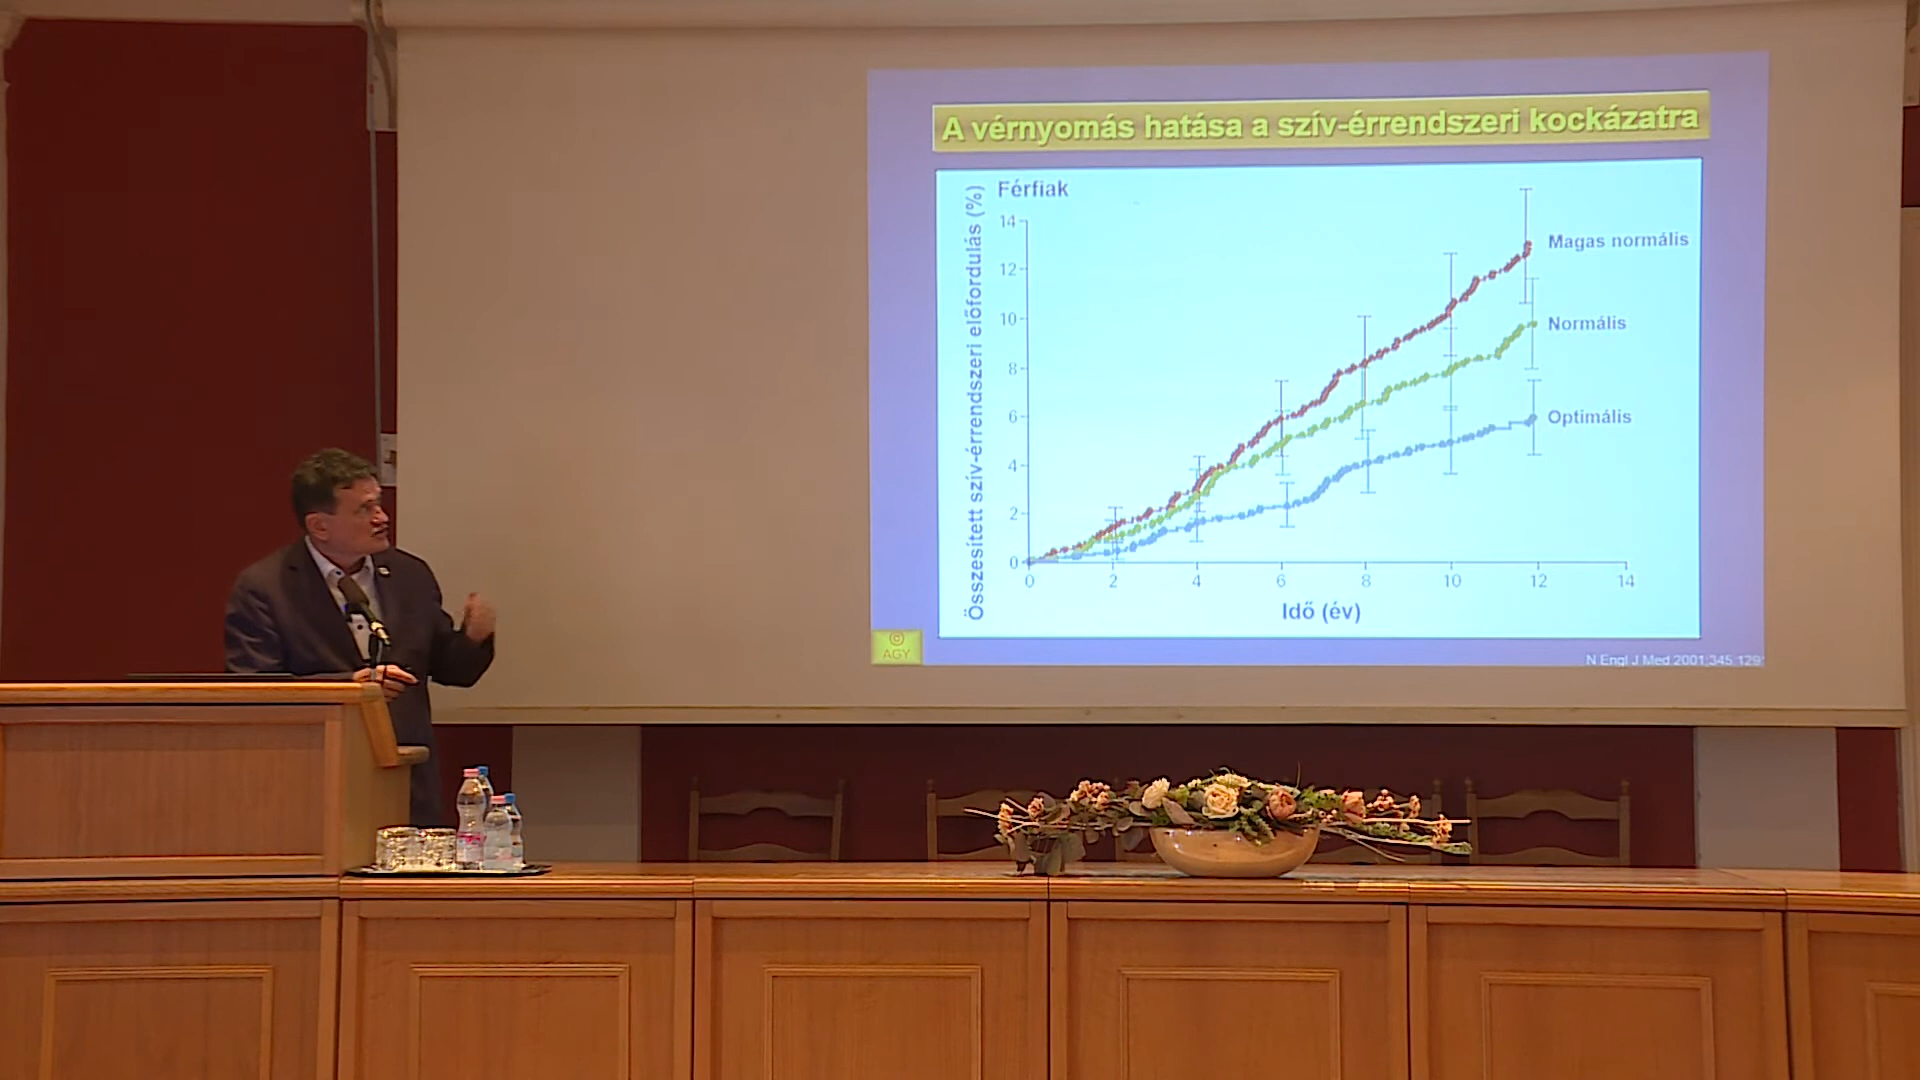 A vérnyomás hatása a szív-érrendszeri kockázatra
Férfiak
Összesített szív-érrendszeri előfordulás (%)
14
12
10
8
6
4
2
0
Magas normális
Normális
Optimális
0 2 4 6 8 10 12 14
Idő (év)
© AGY
N Engl J Med 2001;345:129